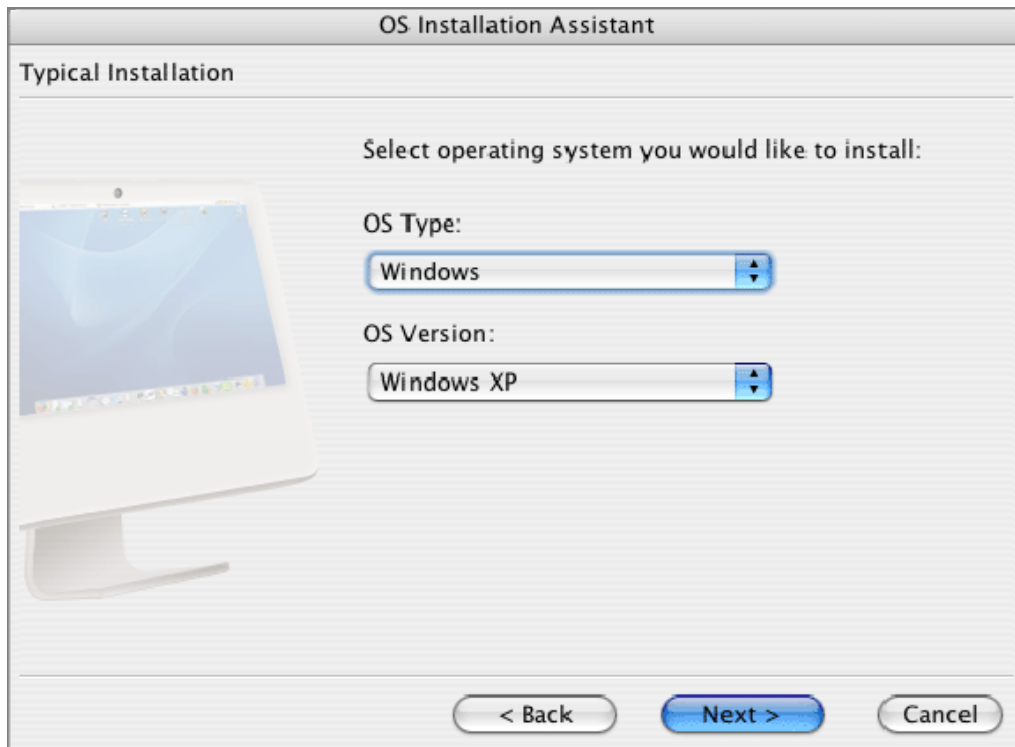 OS Installation Assistant
Typical Installation
Select operating system you would like to install:
OS Type:
Windows
OS Version:
Windows XP
< Back Next > Cancel